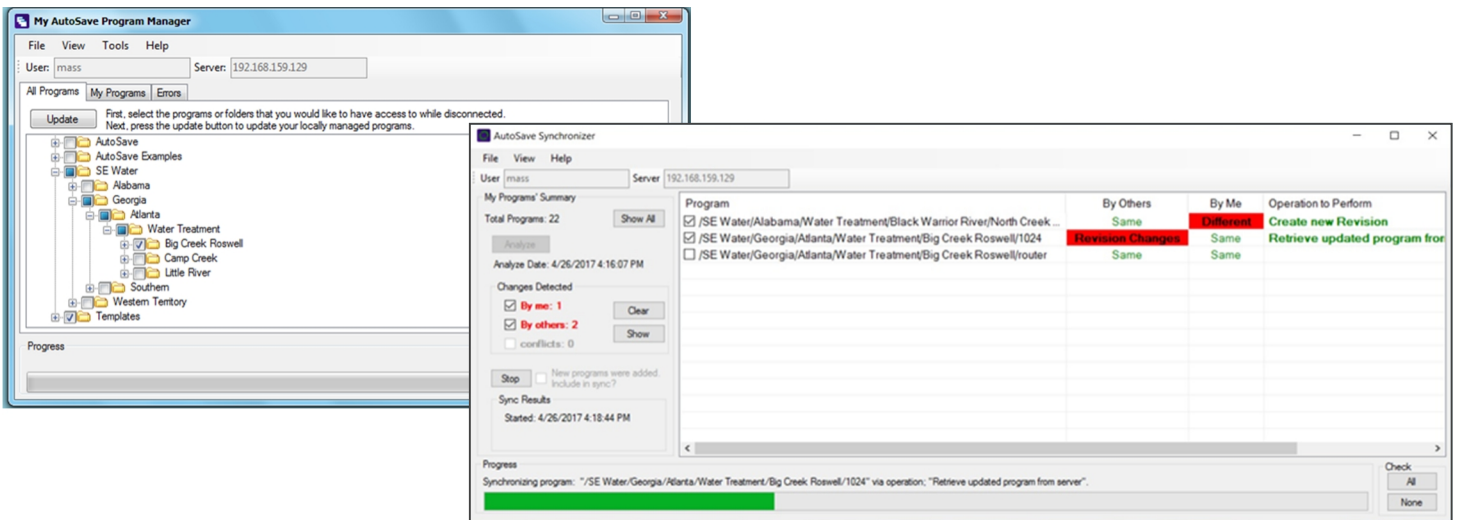 My AutoSave Program Manager
File View Tools Help
User: mass Server: 192.168.159.129
All Programs My Programs Errors
Update
First, select the programs or folders that you would like to have access to while disconnected.
Next, press the update button to update your locally managed programs.
AutoSave
AutoSave Examples
SE Water
Alabama
Georgia
Atlanta
Water Treatment
Big Creek Roswell
Camp Creek
Little River
Southern
Western Territory
Templates
Progress
AutoSave Synchronizer
File View Help
User mass Server 192.168.159.129
My Programs' Summary
Total Programs: 22 Show All
Analyze
Analyze Date: 4/26/2017 4:16:07 PM
Changes Detected
By me: 1 Clear
By others: 2
Show
conflicts: 0
Stop New programs were added.
Include in sync?
Sync Results
Started: 4/26/2017 4:18:44 PM
Program By Others By Me Operation to Perform
/SE Water/Alabama/Water Treatment/Black Warrior River/North Creek ... Same Different Create new Revision
/SE Water/Georgia/Atlanta/Water Treatment/Big Creek Roswell/1024 Revision Changes Same Retrieve updated program from
/SE Water/Georgia/Atlanta/Water Treatment/Big Creek Roswell/router Same Same
Progress
Synchronizing program: "/SE Water/Georgia/Atlanta/Water Treatment/Big Creek Roswell/1024" via operation; "Retrieve updated program from server".
Check
All
None